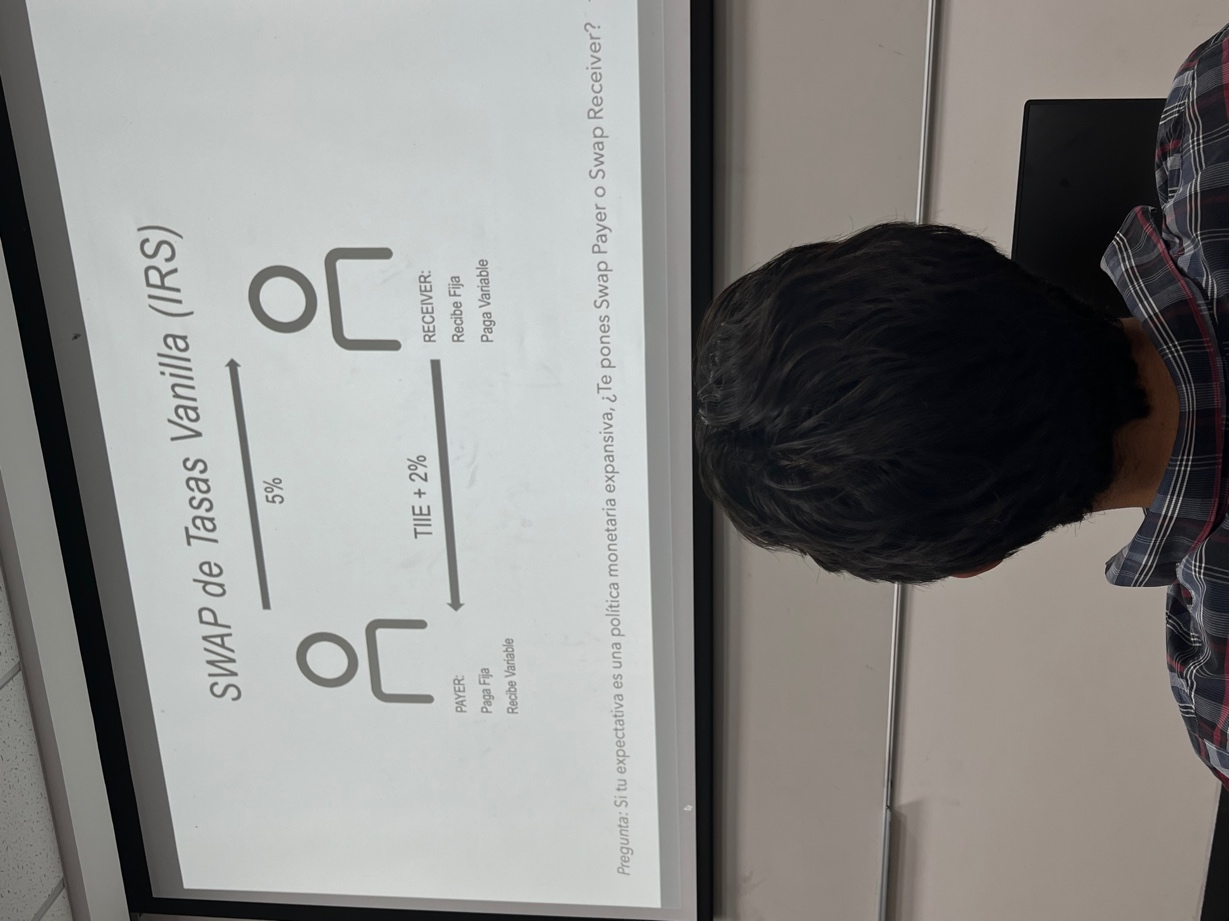 SWAP de Tasas Vanilla (IRS)
5%
TIIE + 2%
PAYER:
Paga Fija
Recibe Variable
RECEIVER:
Recibe Fija
Paga Variable
Pregunta: Si tu expectativa es una política monetaria expansiva, ¿Te pones Swap Payer o Swap Receiver?